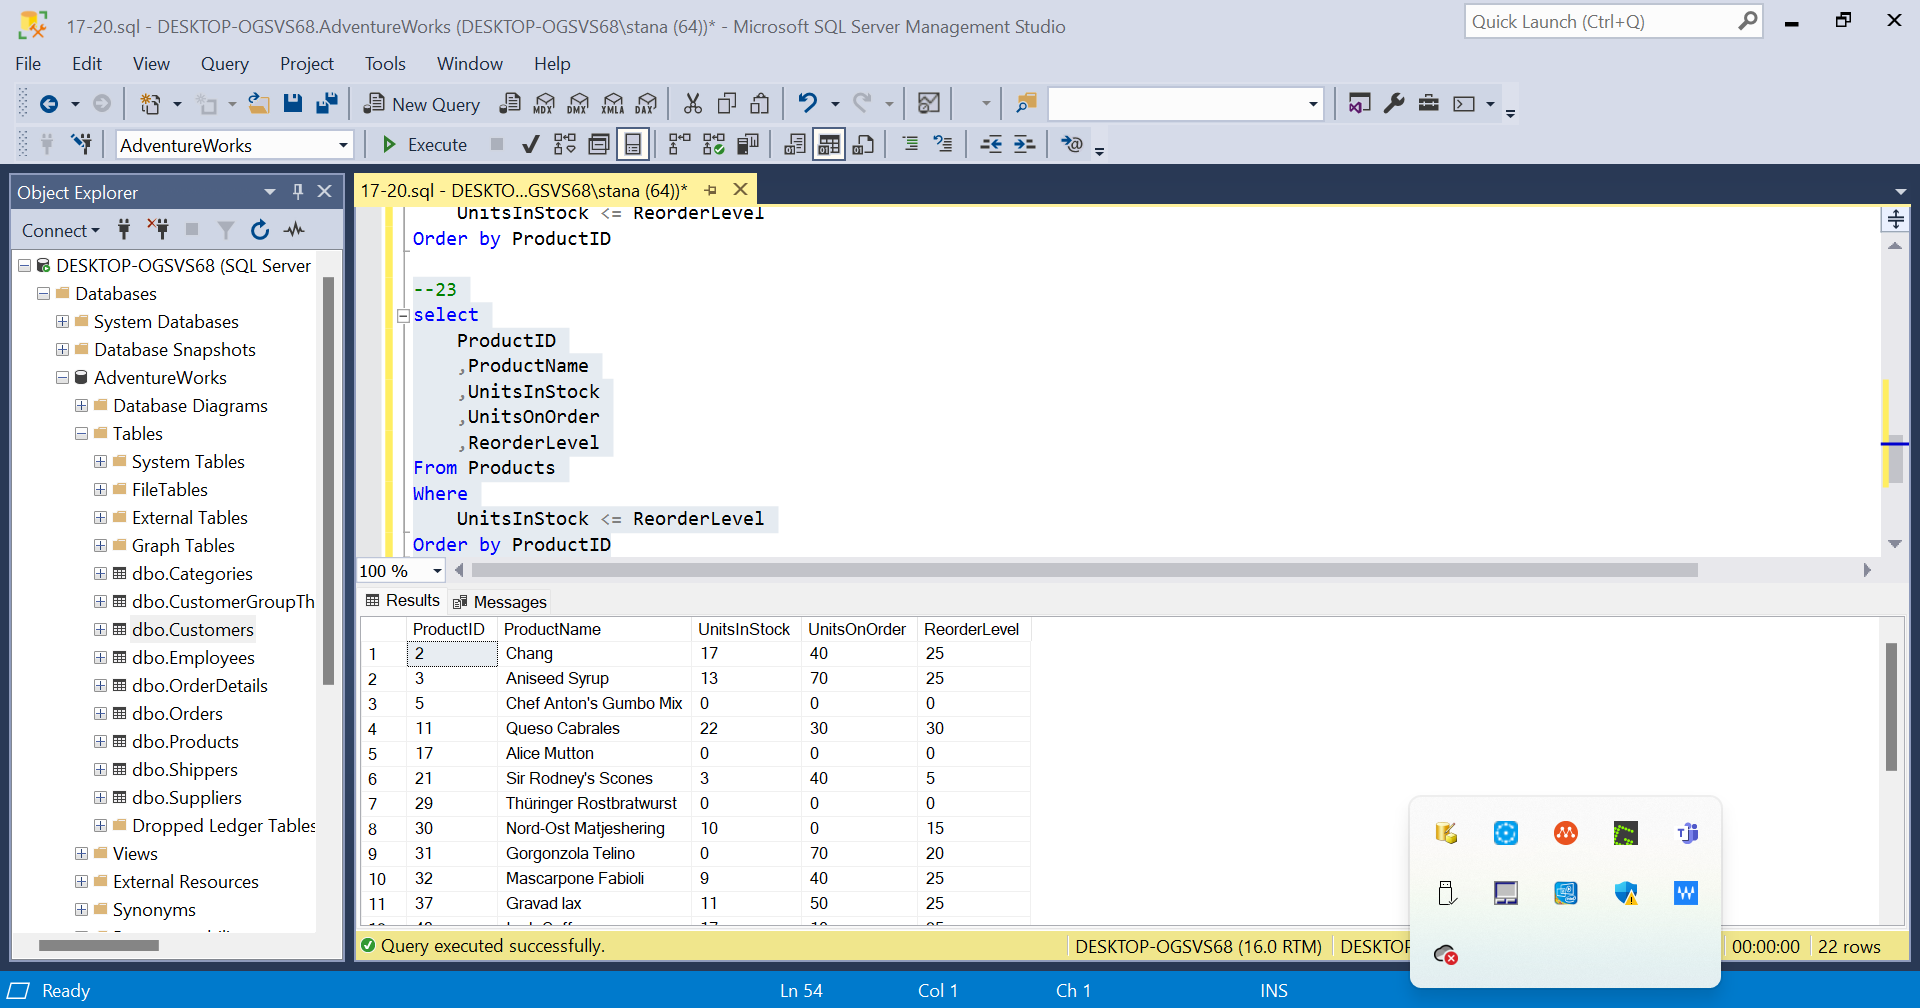 17-20.sql - DESKTOP-OGSVS68.AdventureWorks (DESKTOP-OGSVS68\stana (64))* - Microsoft SQL Server Management Studio
Quick Launch (Ctrl+Q)
File Edit View Query Project Tools Window Help
New Query MDX DMX XMLA DAX
AdventureWorks Execute
Object Explorer
Connect
DESKTOP-OGSVS68 (SQL Server
Databases
System Databases
Database Snapshots
AdventureWorks
Database Diagrams
Tables
System Tables
FileTables
External Tables
Graph Tables
dbo.Categories
dbo.CustomerGroupTh
dbo.Customers
dbo.Employees
dbo.OrderDetails
dbo.Orders
dbo.Products
dbo.Shippers
dbo.Suppliers
Dropped Ledger Tables
Views
External Resources
Synonyms
17-20.sql - DESKTO...GSVS68\stana (64))*
UnitsInStock <= ReorderLevel
Order by ProductID
--23
select
ProductID
,ProductName
,UnitsInStock
,UnitsOnOrder
,ReorderLevel
From Products
Where
UnitsInStock <= ReorderLevel
Order by ProductID
100 %
Results Messages
ProductID ProductName UnitsInStock UnitsOnOrder ReorderLevel
1 2 Chang 17 40 25
2 3 Aniseed Syrup 13 70 25
3 5 Chef Anton's Gumbo Mix 0 0 0
4 11 Queso Cabrales 22 30 30
5 17 Alice Mutton 0 0 0
6 21 Sir Rodney's Scones 3 40 5
7 29 Thüringer Rostbratwurst 0 0 0
8 30 Nord-Ost Matjeshering 10 0 15
9 31 Gorgonzola Telino 0 70 20
10 32 Mascarpone Fabioli 9 40 25
11 37 Gravad lax 11 50 25
Query executed successfully. DESKTOP-OGSVS68 (16.0 RTM) DESKTOP 00:00:00 22 rows
Ready Ln 54 Col 1 Ch 1 INS